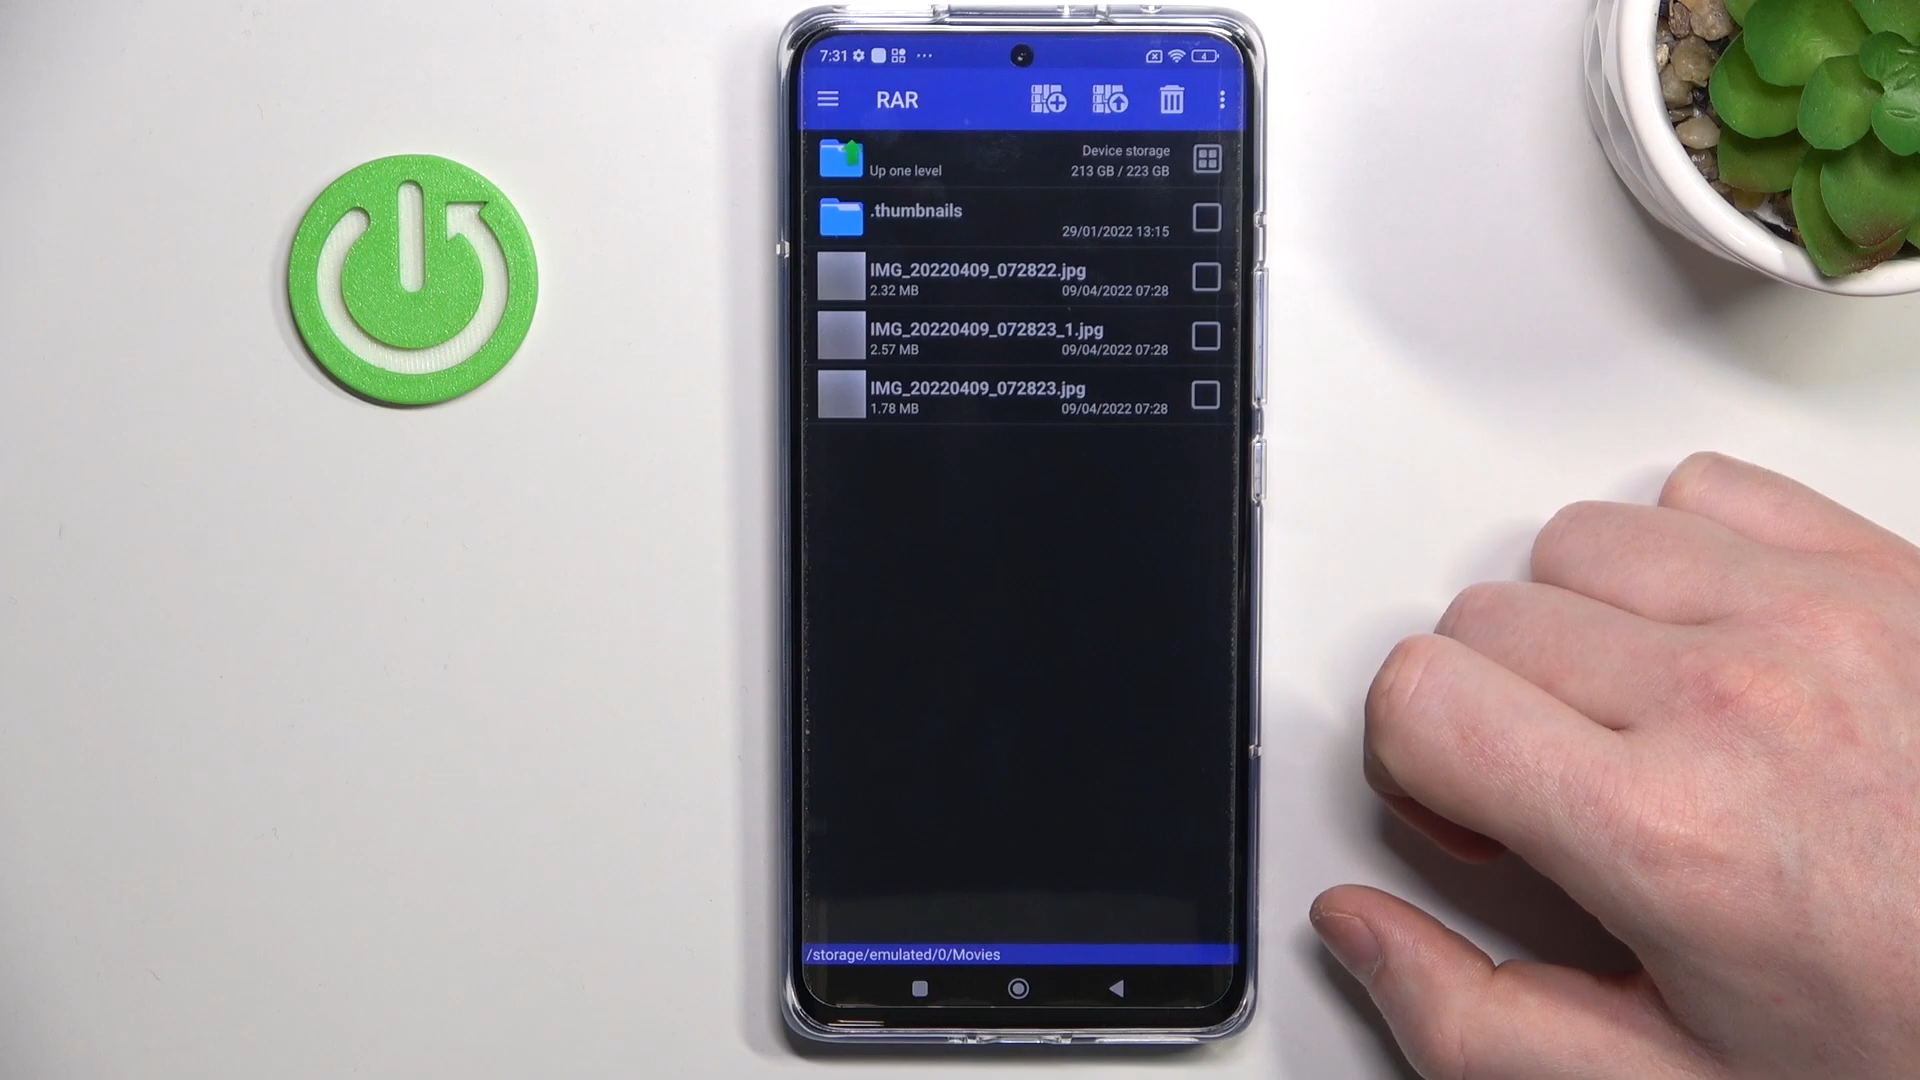 7:31 ... 4
RAR
Up one level
Device storage
213 GB / 223 GB
.thumbnails
29/01/2022 13:15
IMG_20220409_072822.jpg
2.32 MB 09/04/2022 07:28
IMG_20220409_072823_1.jpg
2.57 MB 09/04/2022 07:28
IMG_20220409_072823.jpg
1.78 MB 09/04/2022 07:28
/storage/emulated/0/Movies